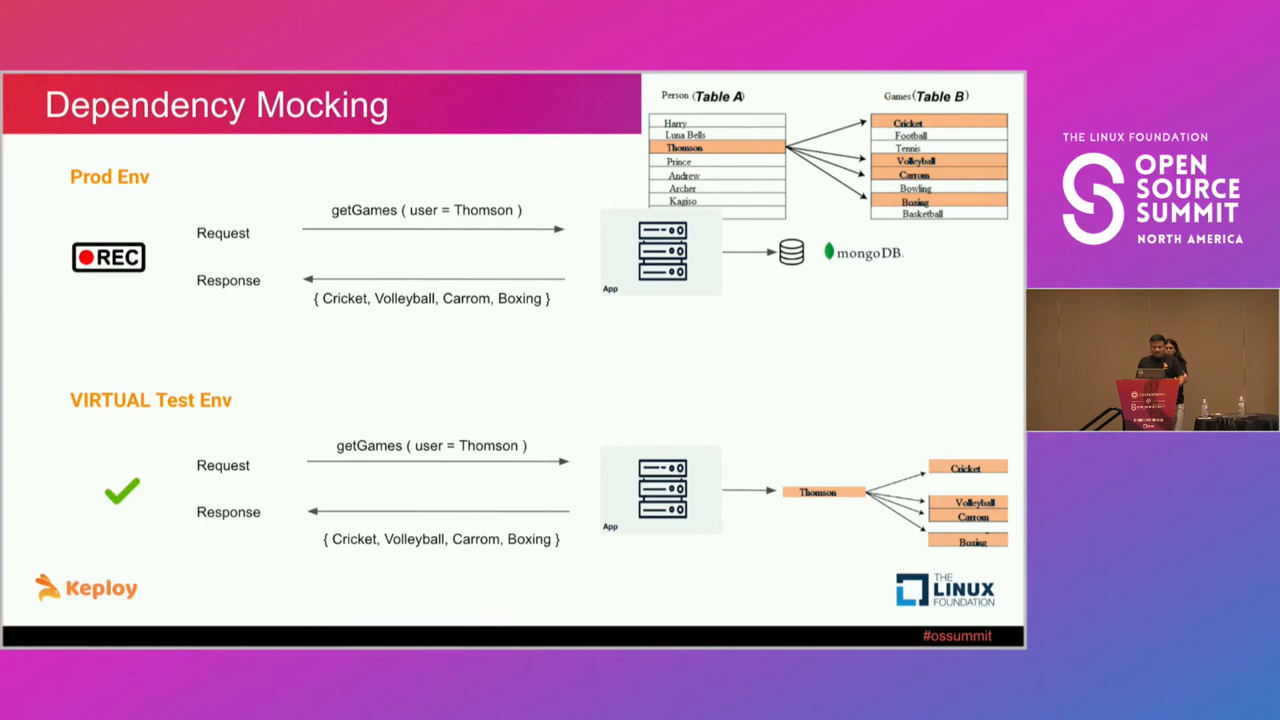 Dependency Mocking
Person (Table A)
Harry
Luna Bells
Thomson
Prince
Andrew
Archer
Kagiso
Games (Table B)
Cricket
Football
Tennis
Volleyball
Carrom
Bowling
Boxing
Basketball
Prod Env
REC
Request
getGames ( user = Thomson )
Response
{ Cricket, Volleyball, Carrom, Boxing }
App
mongoDB.
VIRTUAL Test Env
Request
getGames ( user = Thomson )
Response
{ Cricket, Volleyball, Carrom, Boxing }
App
Thomson
Cricket
Volleyball
Carrom
Boxing
Keploy
THE
LINUX
FOUNDATION
#ossummit
THE LINUX FOUNDATION
OPEN
SOURCE
SUMMIT
NORTH AMERICA